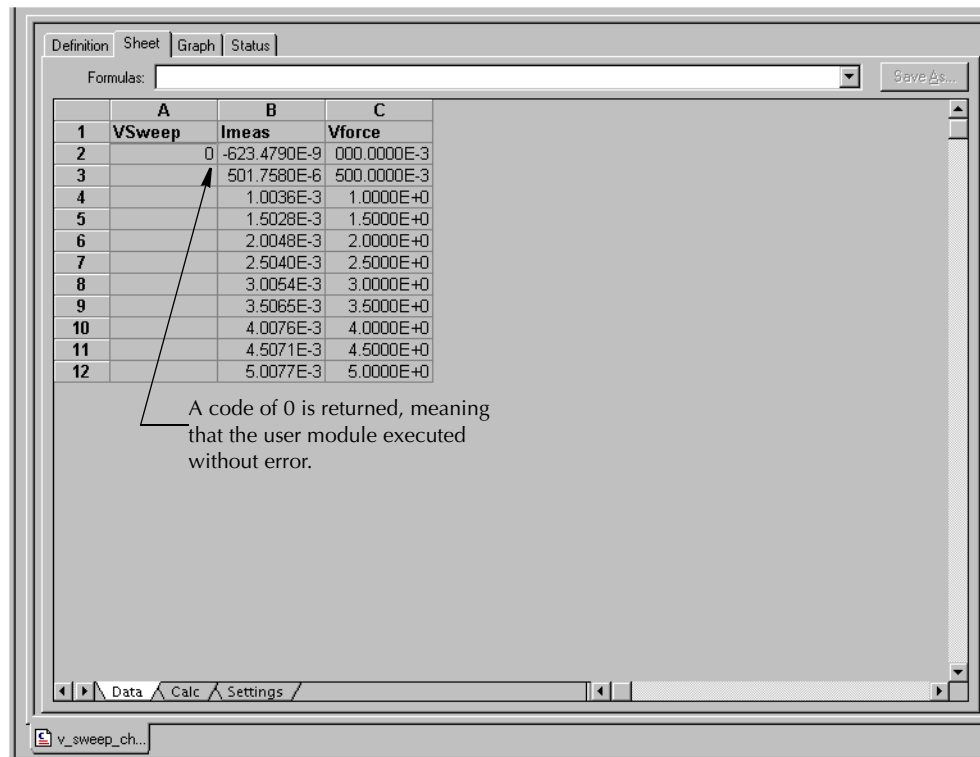 Definition Sheet Graph Status
Formulas: Save As...
A B C
1 VSweep Imeas Vforce
2 0 -623.4790E-9 000.0000E-3
3 501.7580E-6 500.0000E-3
4 1.0036E-3 1.0000E+0
5 1.5028E-3 1.5000E+0
6 2.0048E-3 2.0000E+0
7 2.5040E-3 2.5000E+0
8 3.0054E-3 3.0000E+0
9 3.5065E-3 3.5000E+0
10 4.0076E-3 4.0000E+0
11 4.5071E-3 4.5000E+0
12 5.0077E-3 5.0000E+0
A code of 0 is returned, meaning
that the user module executed
without error.
Data Calc Settings
v_sweep_ch...